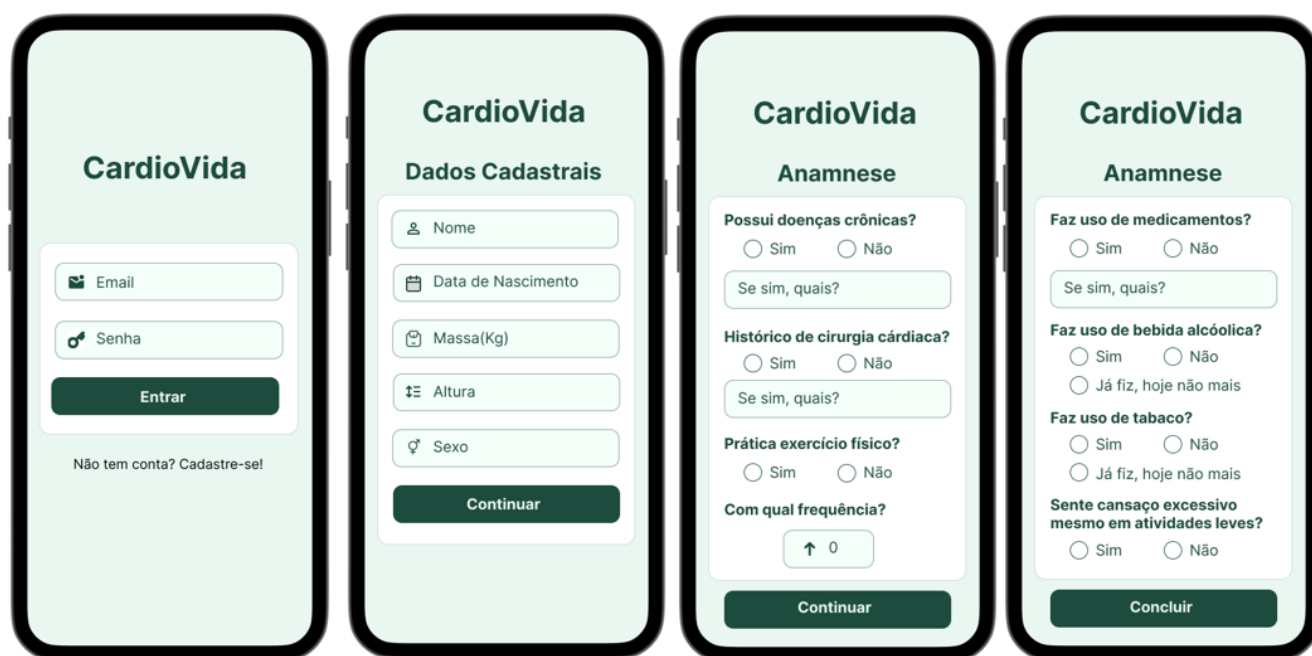 CardioVida
Email
Senha
Entrar
Não tem conta? Cadastre-se!
CardioVida
Dados Cadastrais
Nome
Data de Nascimento
Massa(Kg)
Altura
Sexo
Continuar
CardioVida
Anamnese
Possui doenças crônicas?
Sim Não
Se sim, quais?
Histórico de cirurgia cárdiaca?
Sim Não
Se sim, quais?
Prática exercício físico?
Sim Não
Com qual frequência?
0
Continuar
CardioVida
Anamnese
Faz uso de medicamentos?
Sim Não
Se sim, quais?
Faz uso de bebida alcóolica?
Sim Não
Já fiz, hoje não mais
Faz uso de tabaco?
Sim Não
Já fiz, hoje não mais
Sente cansaço excessivo
mesmo em atividades leves?
Sim Não
Concluir